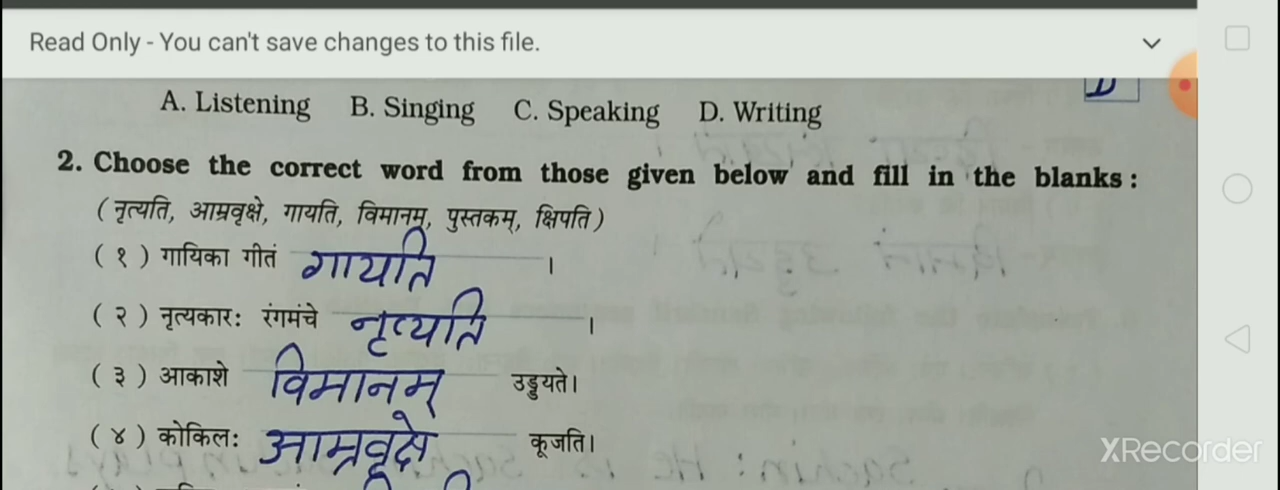 Read Only - You can't save changes to this file.
A. Listening B. Singing C. Speaking D. Writing D
2. Choose the correct word from those given below and fill in the blanks :
( नृत्यति, आम्रवृक्षे, गायति, विमानम्, पुस्तकम्, क्षिपति )
( १ ) गायिका गीतं गायति ।
( २ ) नृत्यकारः रंगमंचे नृत्यति ।
( ३ ) आकाशे विमानम् उड्डयते।
( ४ ) कोकिलः आम्रवृक्षे कूजति।
XRecorder